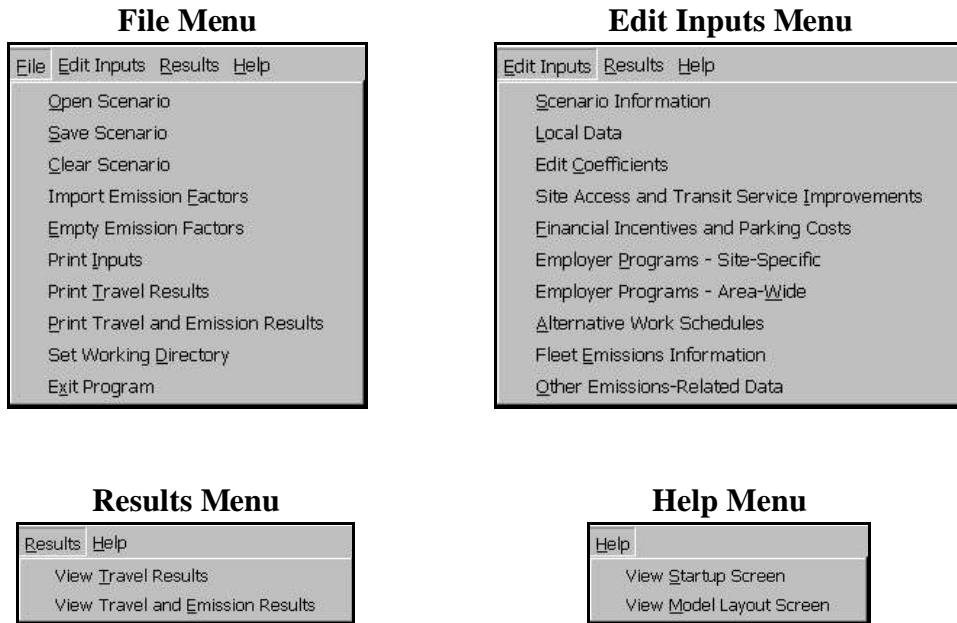 File Menu
File Edit Inputs Results Help
Open Scenario
Save Scenario
Clear Scenario
Import Emission Factors
Empty Emission Factors
Print Inputs
Print Travel Results
Print Travel and Emission Results
Set Working Directory
Exit Program
Edit Inputs Menu
Edit Inputs Results Help
Scenario Information
Local Data
Edit Coefficients
Site Access and Transit Service Improvements
Financial Incentives and Parking Costs
Employer Programs - Site-Specific
Employer Programs - Area-Wide
Alternative Work Schedules
Fleet Emissions Information
Other Emissions-Related Data
Results Menu
Results Help
View Travel Results
View Travel and Emission Results
Help Menu
Help
View Startup Screen
View Model Layout Screen